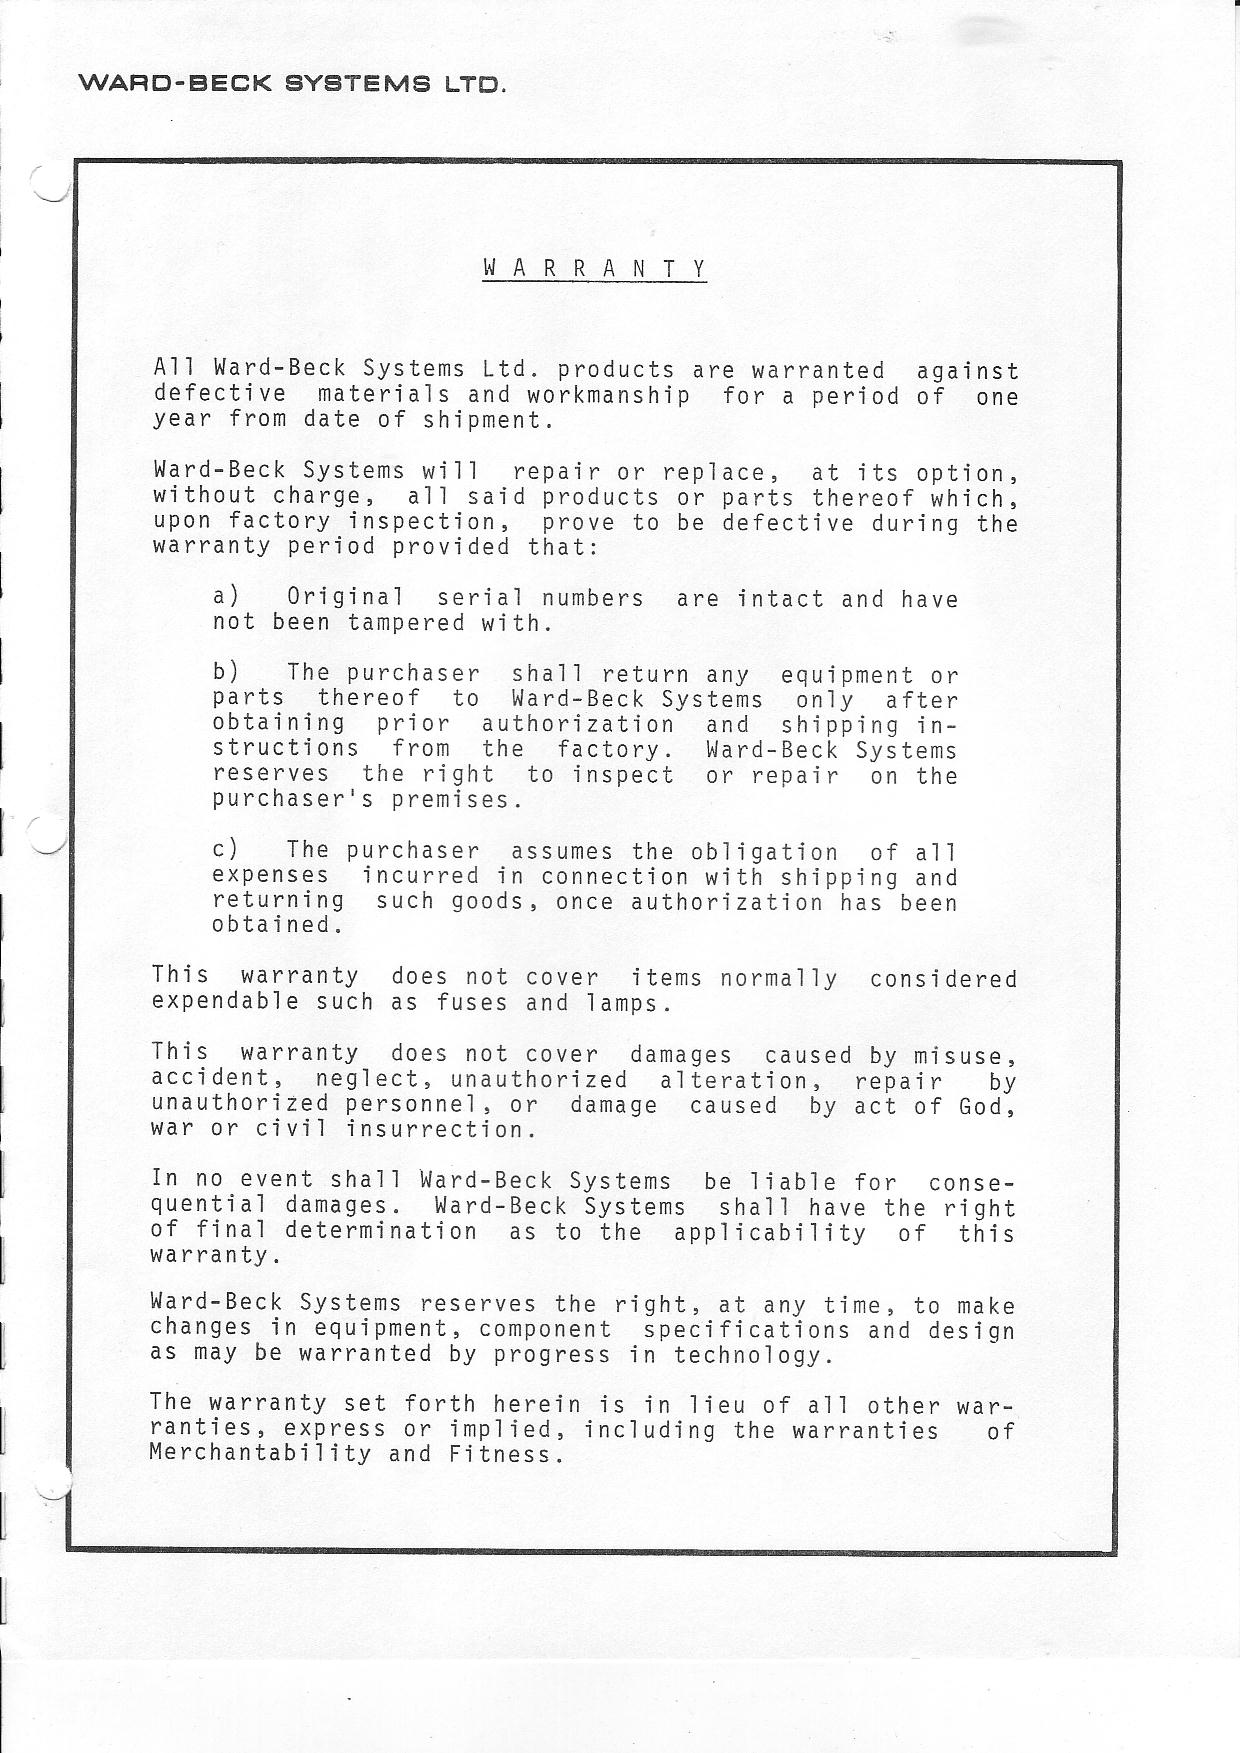 WARD-BECK SYSTEMS LTD.
WARRANTY
All Ward-Beck Systems Ltd. products are warranted against
defective materials and workmanship for a period of one
year from date of shipment.
Ward-Beck Systems will repair or replace, at its option,
without charge, all said products or parts thereof which,
upon factory inspection, prove to be defective during the
warranty period provided that:
a) Original serial numbers are intact and have
not been tampered with.
b) The purchaser shall return any equipment or
parts thereof to Ward-Beck Systems only after
obtaining prior authorization and shipping in-
structions from the factory. Ward-Beck Systems
reserves the right to inspect or repair on the
purchaser's premises.
c) The purchaser assumes the obligation of all
expenses incurred in connection with shipping and
returning such goods, once authorization has been
obtained.
This warranty does not cover items normally considered
expendable such as fuses and lamps.
This warranty does not cover damages caused by misuse,
accident, neglect, unauthorized alteration, repair by
unauthorized personnel, or damage caused by act of God,
war or civil insurrection.
In no event shall Ward-Beck Systems be liable for conse-
quential damages. Ward-Beck Systems shall have the right
of final determination as to the applicability of this
warranty.
Ward-Beck Systems reserves the right, at any time, to make
changes in equipment, component specifications and design
as may be warranted by progress in technology.
The warranty set forth herein is in lieu of all other war-
ranties, express or implied, including the warranties of
Merchantability and Fitness.